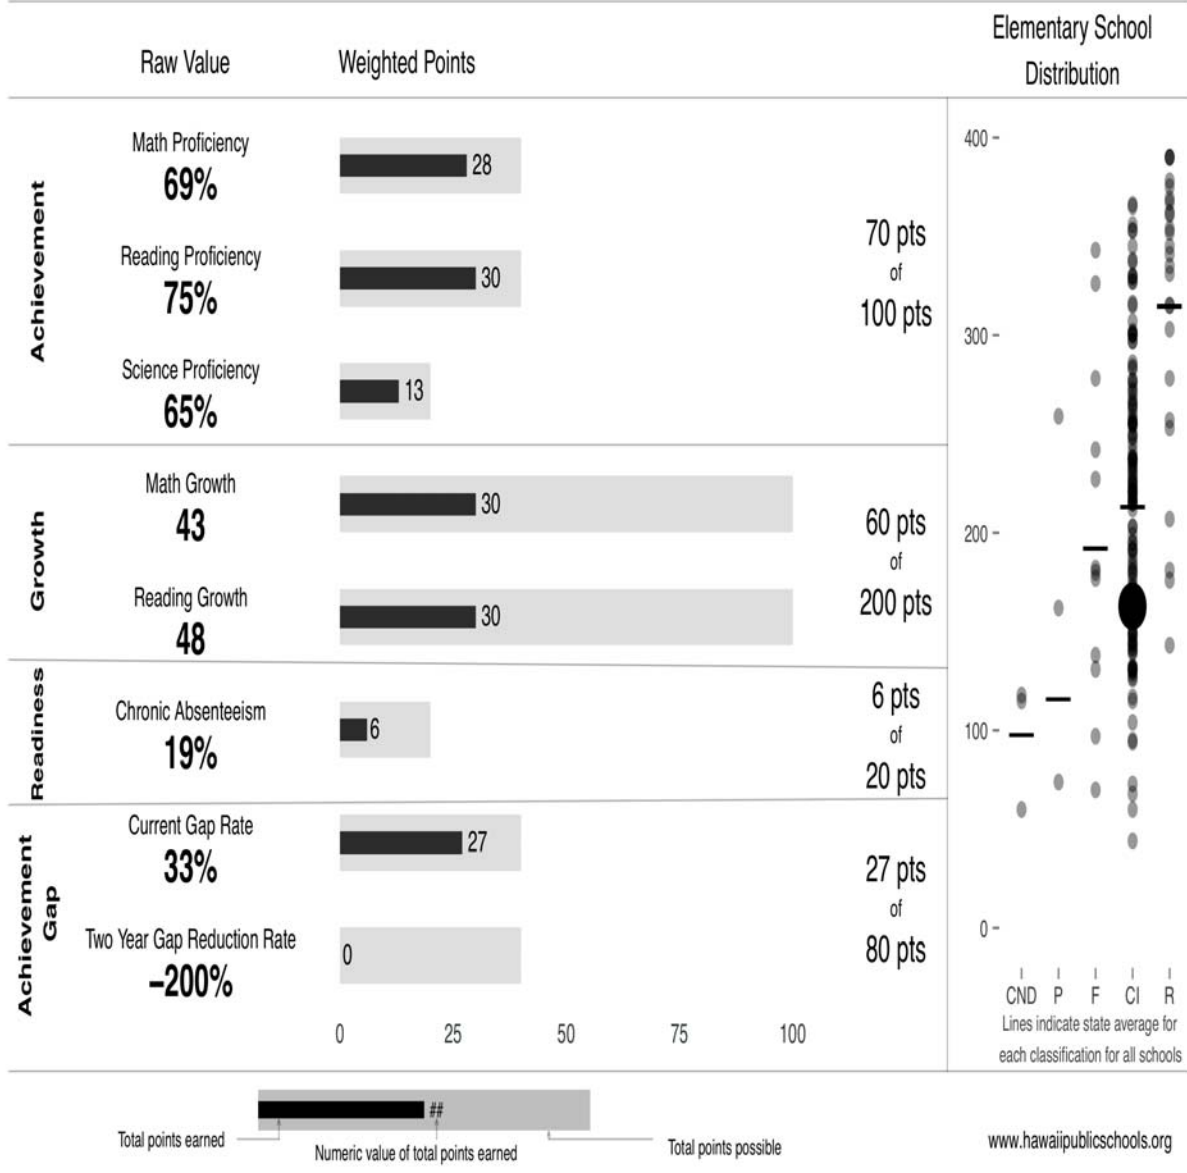 Raw Value
Weighted Points
Elementary School
Distribution
Achievement
Math Proficiency
69%
28
Reading Proficiency
75%
30
Science Proficiency
65%
13
70 pts
of
100 pts
Growth
Math Growth
43
30
Reading Growth
48
30
60 pts
of
200 pts
Readiness
Chronic Absenteeism
19%
6
6 pts
of
20 pts
Achievement
Gap
Current Gap Rate
33%
27
Two Year Gap Reduction Rate
−200%
0
27 pts
of
80 pts
0 25 50 75 100
400
300
200
100
0
CND P F CI R
Lines indicate state average for
each classification for all schools
##
Total points earned
Numeric value of total points earned
Total points possible
www.hawaiipublicschools.org